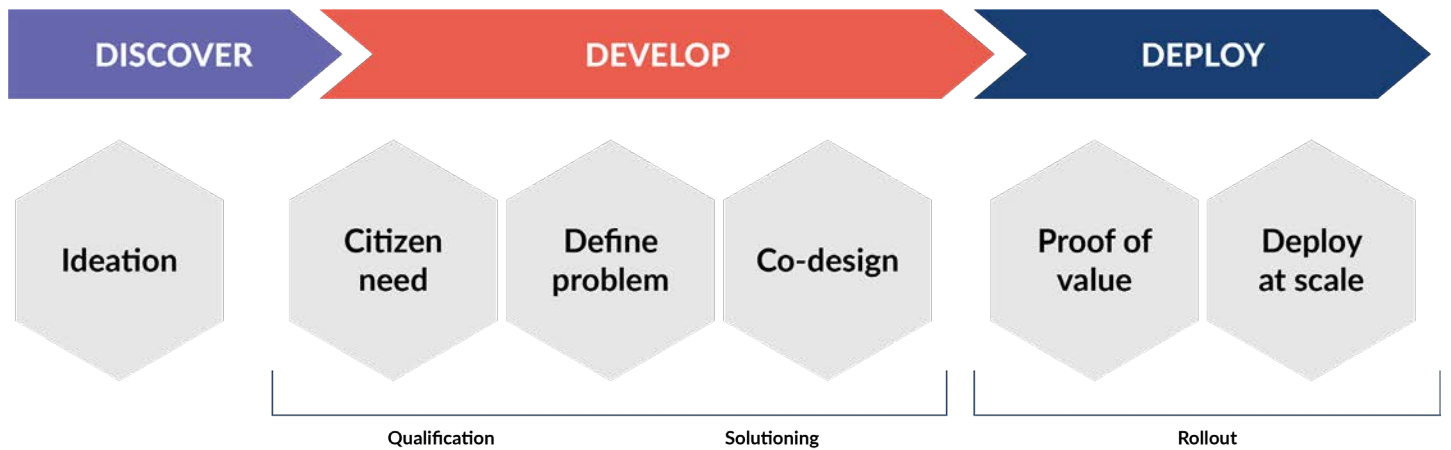 DISCOVER
DEVELOP
DEPLOY
Ideation
Citizen
need
Define
problem
Co-design
Proof of
value
Deploy
at scale
Qualification
Solutioning
Rollout